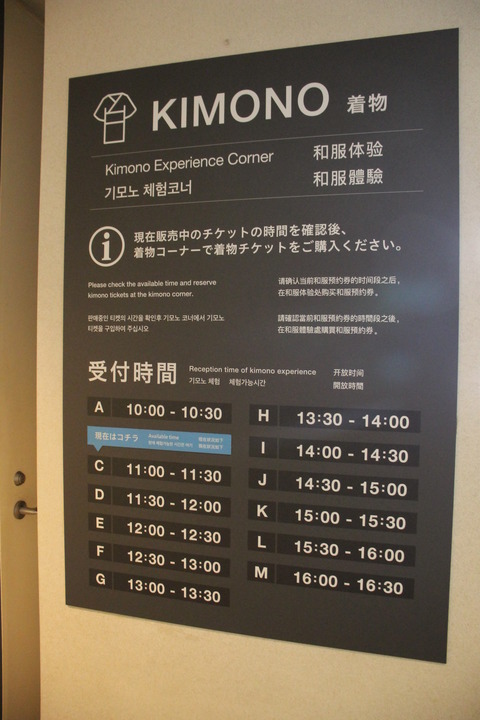 KIMONO 着物
Kimono Experience Corner
기모노 체험코너
和服体验
和服體驗
i 現在販売中のチケットの時間を確認後、
着物コーナーで着物チケットをご購入ください。
Please check the available time and reserve
kimono tickets at the kimono corner.
판매중인 티켓의 시간을 확인후 기모노 코너에서 기모노
티켓을 구입하여 주십시오
请确认当前和服预约券的时间段之后,
在和服体验处购买和服预约券。
請確認當前和服預約券的時間段之後,
在和服體驗處購買和服預約券。
受付時間
Reception time of kimono experience
기모노 체험 체험가능시간
开放时间
開放時間
A 10:00 - 10:30
現在はコチラ Available time
C 11:00 - 11:30
D 11:30 - 12:00
E 12:00 - 12:30
F 12:30 - 13:00
G 13:00 - 13:30
H 13:30 - 14:00
I 14:00 - 14:30
J 14:30 - 15:00
K 15:00 - 15:30
L 15:30 - 16:00
M 16:00 - 16:30